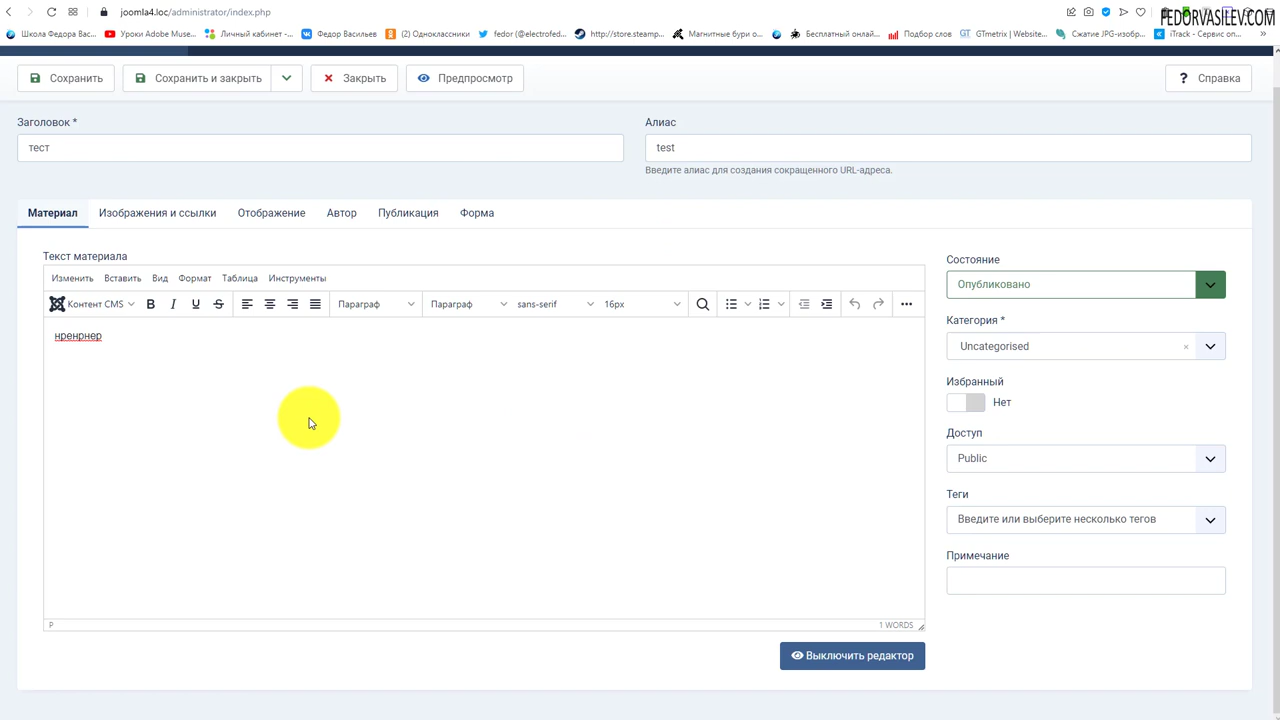 joomla4.loc/administrator/index.php
FEDORVASILEV.COM
Школа Федора Вас... Уроки Adobe Muse... Личный кабинет -... Федор Васильев (2) Одноклассники fedor (@electrofed... http://store.steamp... Магнитные бури о... Бесплатный онлай... Подбор слов GTmetrix | Website... Сжатие JPG-изобр... iTrack - Сервис оп... »
Сохранить Сохранить и закрыть Закрыть Предпросмотр ? Справка
Заголовок * Алиас
тест test
Введите алиас для создания сокращенного URL-адреса.
Материал Изображения и ссылки Отображение Автор Публикация Форма
Текст материала
Изменить Вставить Вид Формат Таблица Инструменты
Контент CMS B I U S Параграф Параграф sans-serif 16px
нренрнер
P 1 WORDS
Выключить редактор
Состояние
Опубликовано
Категория *
Uncategorised ×
Избранный
Нет
Доступ
Public
Теги
Введите или выберите несколько тегов
Примечание